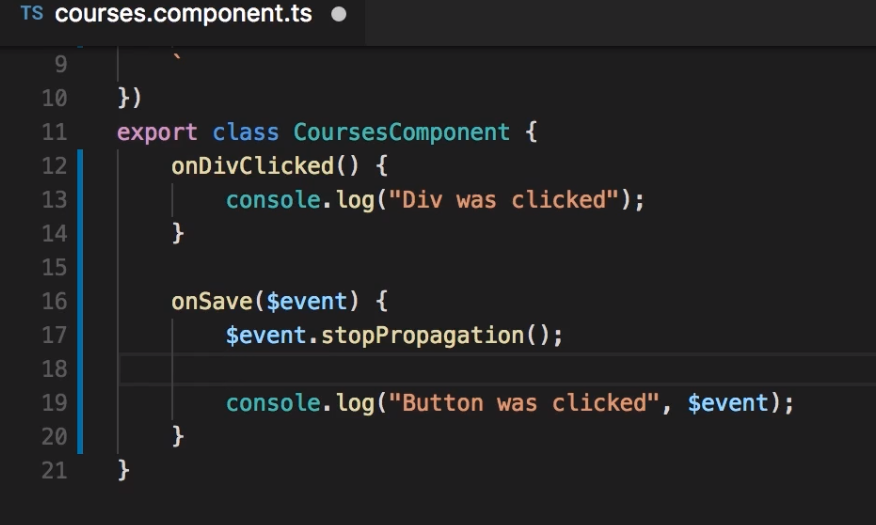 TS courses.component.ts
9 `
10 })
11 export class CoursesComponent {
12 onDivClicked() {
13 console.log("Div was clicked");
14 }
15
16 onSave($event) {
17 $event.stopPropagation();
18
19 console.log("Button was clicked", $event);
20 }
21 }